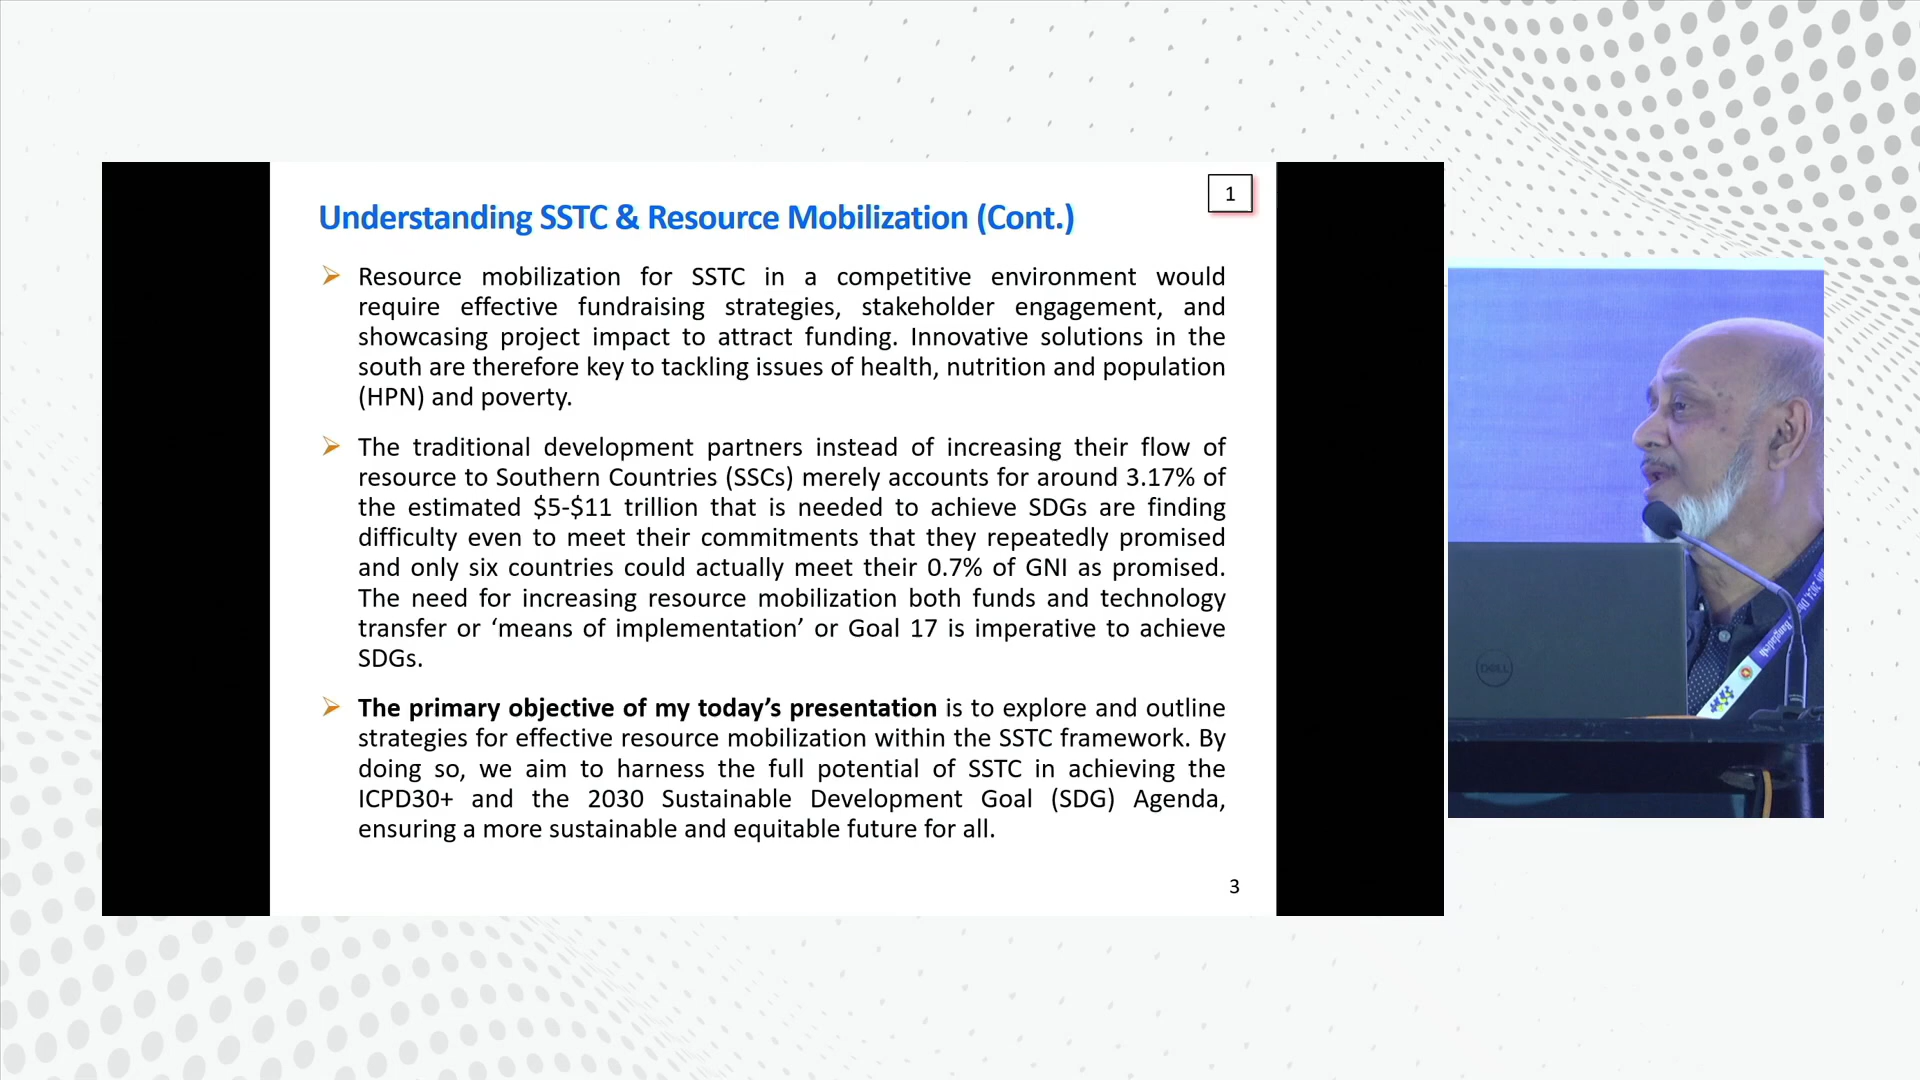 1
Understanding SSTC & Resource Mobilization (Cont.)
Resource mobilization for SSTC in a competitive environment would
require effective fundraising strategies, stakeholder engagement, and
showcasing project impact to attract funding. Innovative solutions in the
south are therefore key to tackling issues of health, nutrition and population
(HPN) and poverty.
The traditional development partners instead of increasing their flow of
resource to Southern Countries (SSCs) merely accounts for around 3.17% of
the estimated $5-$11 trillion that is needed to achieve SDGs are finding
difficulty even to meet their commitments that they repeatedly promised
and only six countries could actually meet their 0.7% of GNI as promised.
The need for increasing resource mobilization both funds and technology
transfer or ‘means of implementation’ or Goal 17 is imperative to achieve
SDGs.
The primary objective of my today’s presentation is to explore and outline
strategies for effective resource mobilization within the SSTC framework. By
doing so, we aim to harness the full potential of SSTC in achieving the
ICPD30+ and the 2030 Sustainable Development Goal (SDG) Agenda,
ensuring a more sustainable and equitable future for all.
3
DELL
Bangladesh